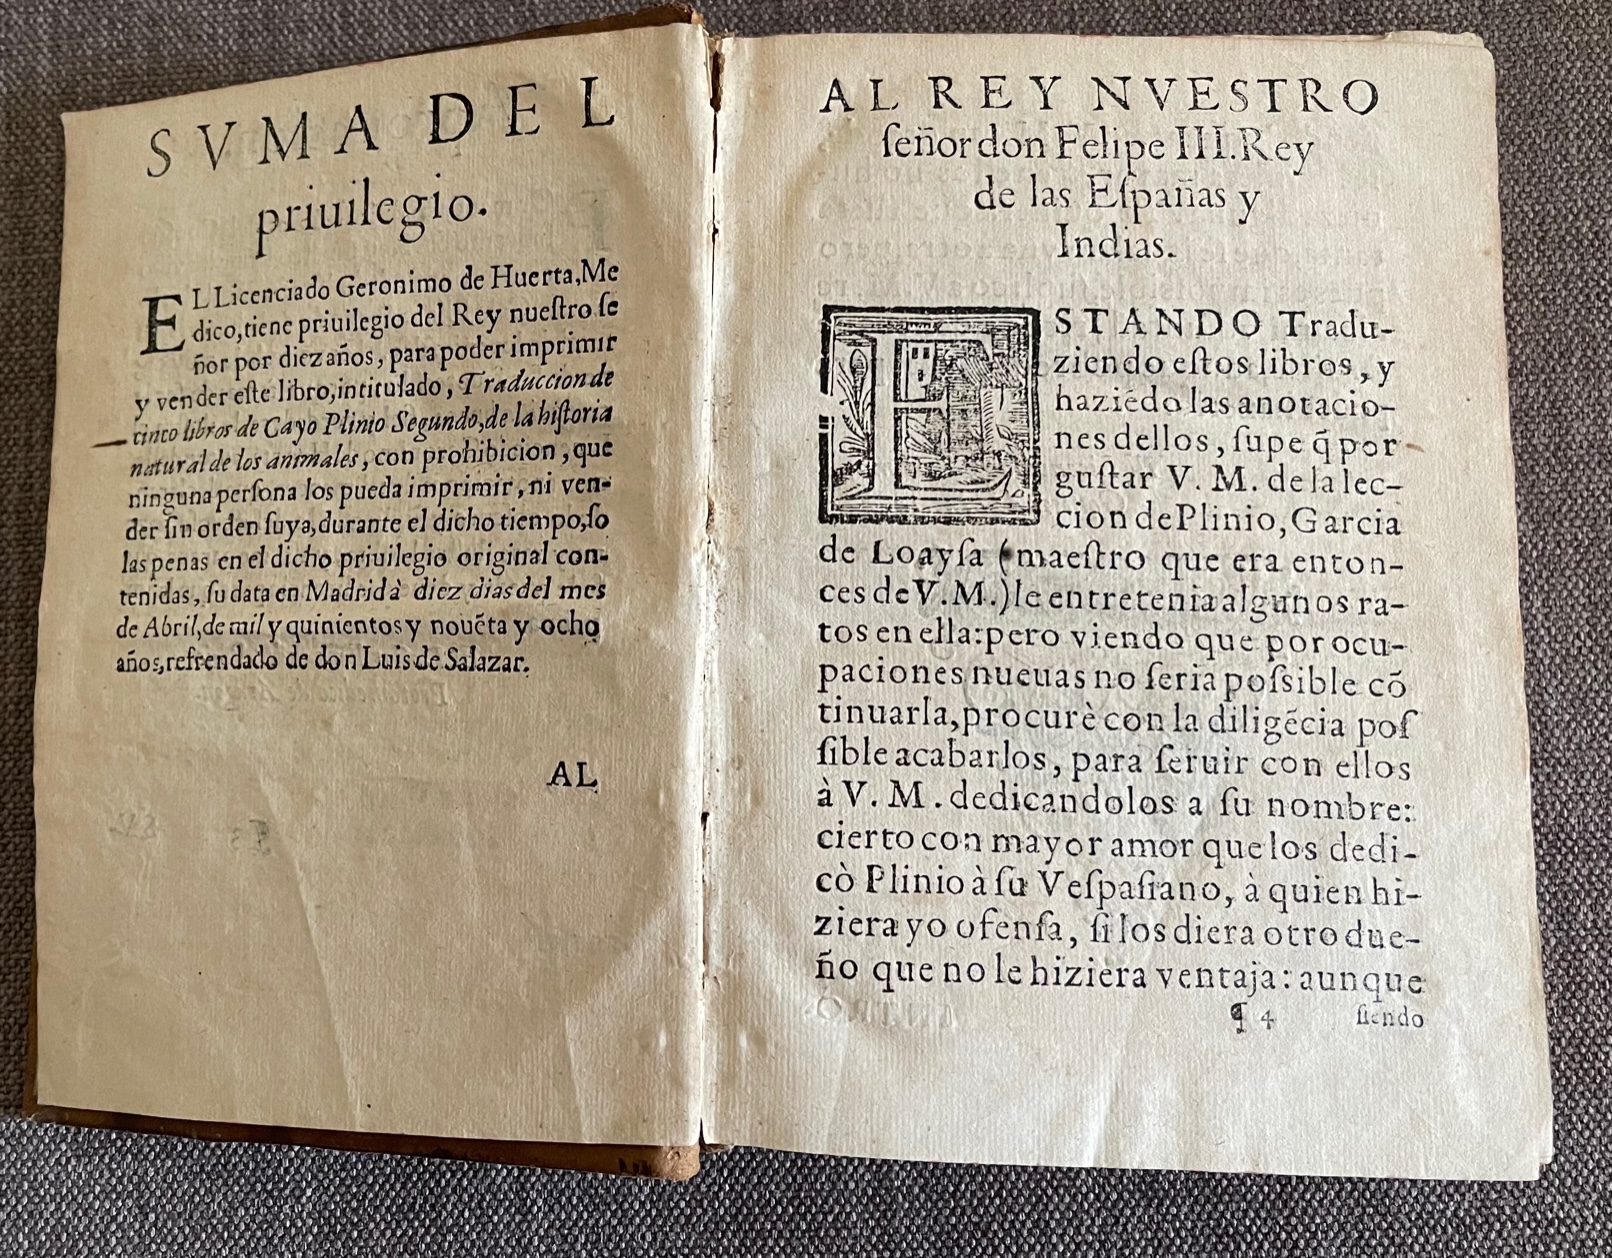 SVMA DEL
priuilegio.
EL Licenciado Geronimo de Huerta, Me
dico, tiene priuilegio del Rey nueſtro ſe
ñor por diez años, para poder imprimir
y vender eſte libro, intitulado, Traduccion de
cinco libros de Cayo Plinio Segundo, de la hiſtoria
natural de los animales, con prohibicion, que
ninguna perſona los pueda imprimir, ni ven-
der ſin orden ſuya, durante el dicho tiempo, ſo
las penas en el dicho priuilegio original con-
tenidas, ſu data en Madrid à diez dias del mes
de Abril, de mil y quinientos y nouẽta y ocho
años, refrendado de don Luis de Salazar.
AL
AL REY NVESTRO
ſeñor don Felipe III. Rey
de las Eſpañas y
Indias.
ESTANDO Tradu-
ziendo eſtos libros, y
haziẽdo las anotacio-
nes dellos, ſupe q̃ por
guſtar V. M. de la lec-
cion de Plinio, Garcia
de Loayſa (maeſtro que era enton-
ces de V. M.) le entretenia algunos ra-
tos en ella: pero viendo que por ocu-
paciones nueuas no ſeria poſsible cõ
tinuarla, procurè con la diligẽcia poſ
ſible acabarlos, para ſeruir con ellos
à V. M. dedicandolos a ſu nombre:
cierto con mayor amor que los dedi-
cò Plinio à ſu Veſpaſiano, à quien hi-
ziera yo ofenſa, ſi los diera otro due-
ño que no le hiziera ventaja: aunque
¶ 4 ſiendo